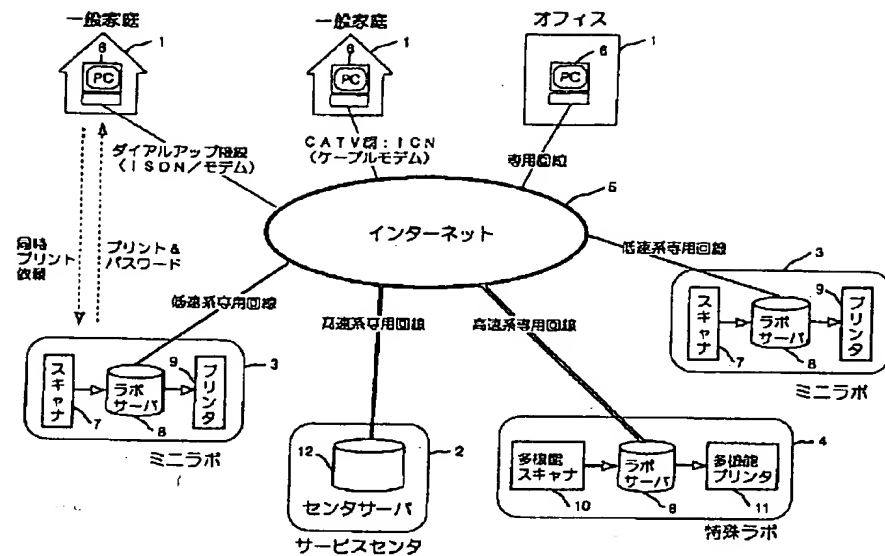 一般家庭
一般家庭
オフィス
6
1
6
1
6
1
PC
PC
PC
ダイアルアップ接続
(ISDN/モデム)
CATV網:ICN
(ケーブルモデム)
専用回線
5
インターネット
同時
プリント
依頼
プリント&
パスワード
低速系専用回線
高速系専用回線
高速系専用回線
低速系専用回線
3
スキャナ
7
ラボ
サーバ
8
9
プリンタ
ミニラボ
3
スキャナ
7
ラボ
サーバ
8
9
プリンタ
ミニラボ
2
12
センタサーバ
サービスセンタ
4
多機能
スキャナ
10
ラボ
サーバ
8
多機能
プリンタ
11
特殊ラボ